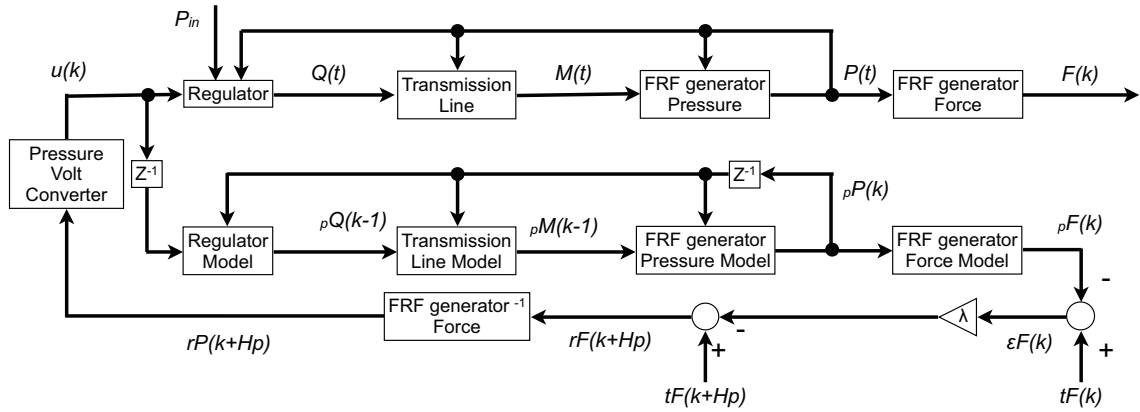 Pin
u(k)
Q(t)
M(t)
P(t)
F(k)
Regulator
Transmission
Line
FRF generator
Pressure
FRF generator
Force
Pressure
Volt
Converter
Z-1
Z-1
pP(k)
pQ(k-1)
pM(k-1)
pF(k)
Regulator
Model
Transmission
Line Model
FRF generator
Pressure Model
FRF generator
Force Model
-
FRF generator -1
Force
λ
rP(k+Hp)
rF(k+Hp)
-
+
εF(k)
+
tF(k+Hp)
tF(k)